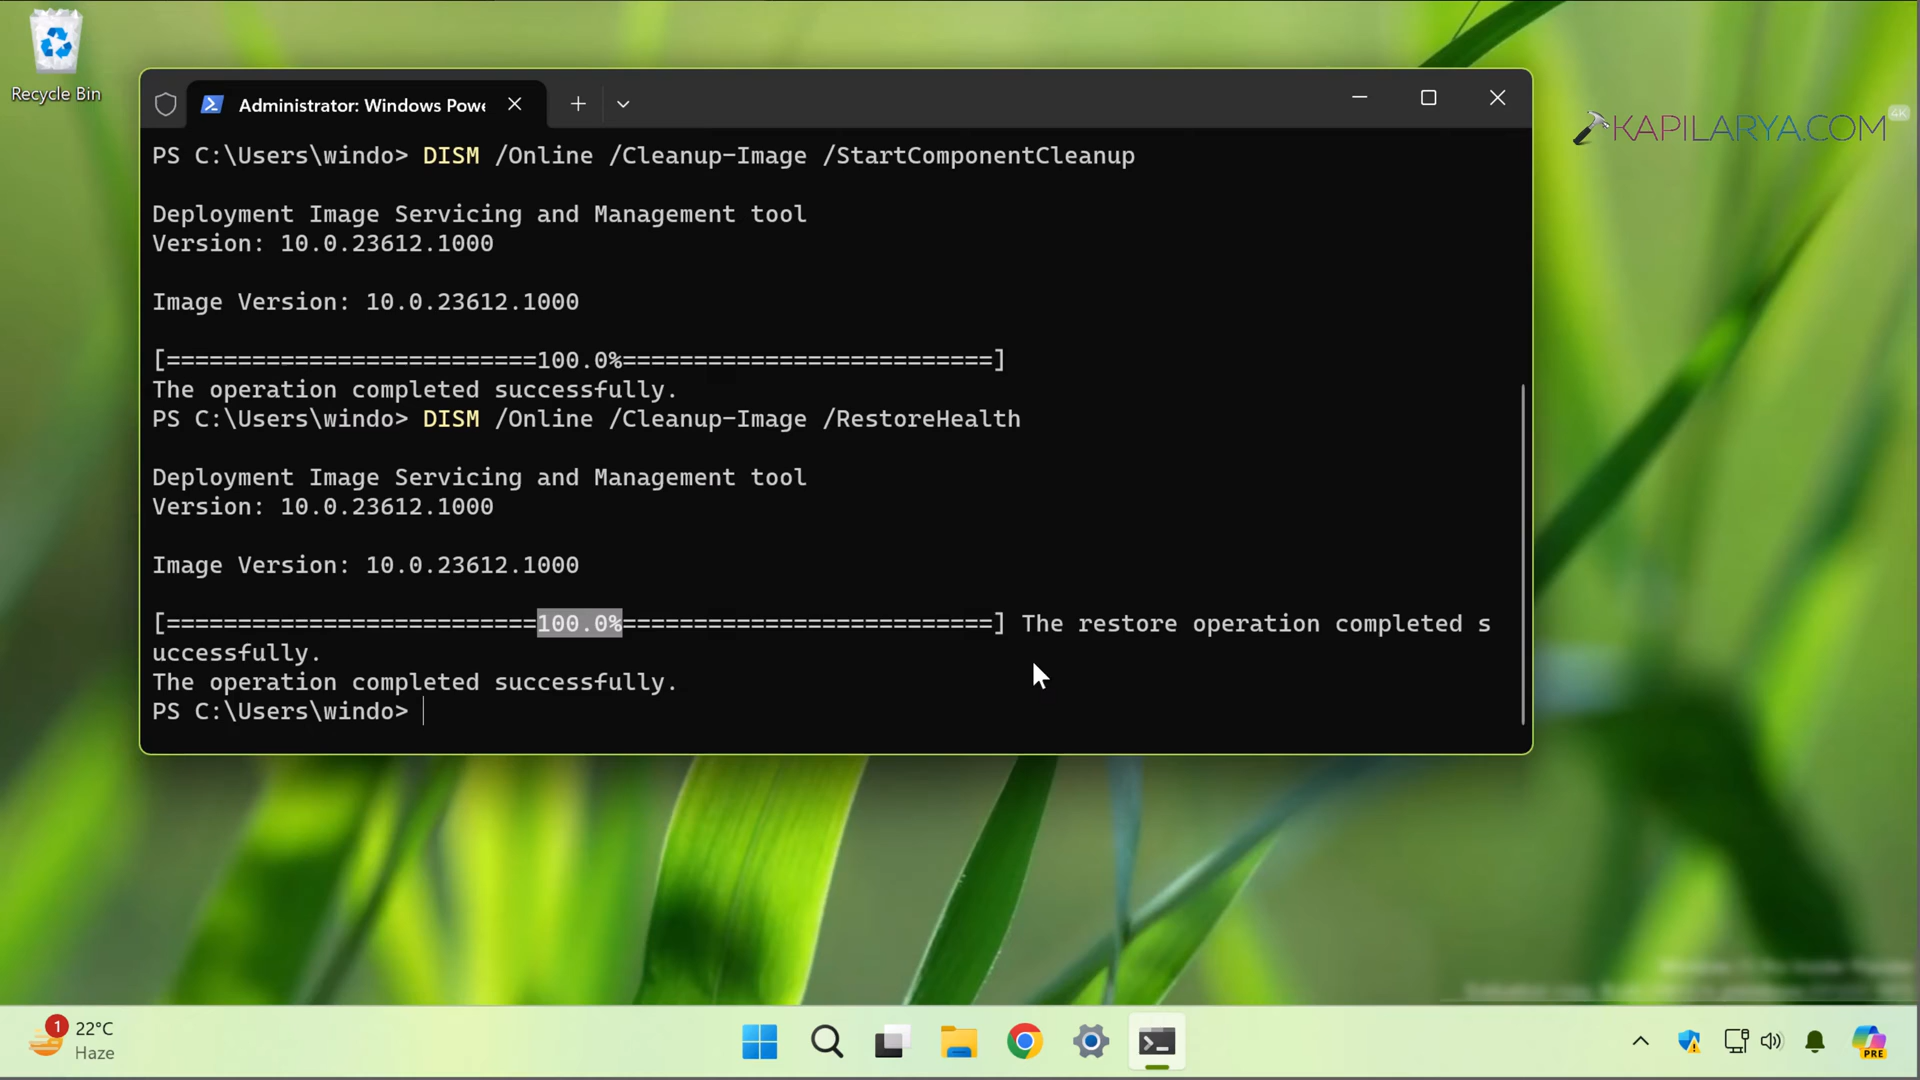 Recycle Bin
Administrator: Windows Powe
KAPILARYA.COM
4K
PS C:\Users\windo> DISM /Online /Cleanup-Image /StartComponentCleanup
Deployment Image Servicing and Management tool
Version: 10.0.23612.1000
Image Version: 10.0.23612.1000
[==========================100.0%==========================]
The operation completed successfully.
PS C:\Users\windo> DISM /Online /Cleanup-Image /RestoreHealth
Deployment Image Servicing and Management tool
Version: 10.0.23612.1000
Image Version: 10.0.23612.1000
[==========================100.0%==========================] The restore operation completed s
uccessfully.
The operation completed successfully.
PS C:\Users\windo>
1
22°C
Haze
PRE